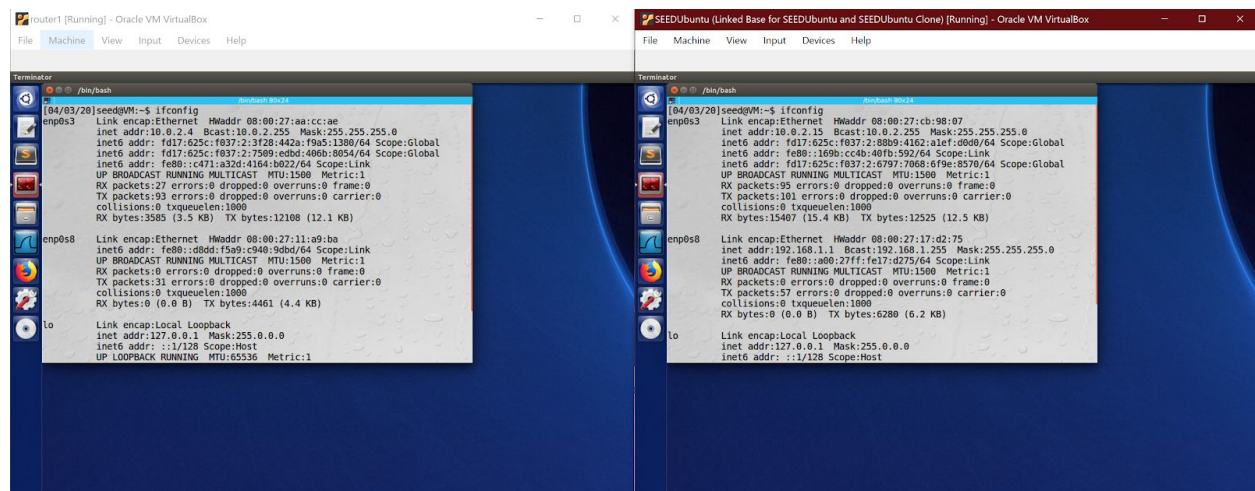 router1 [Running] - Oracle VM VirtualBox
File Machine View Input Devices Help
Terminator
/bin/bash
/bin/bash 80x24
[04/03/20]seed@VM:~$ ifconfig
enp0s3 Link encap:Ethernet HWaddr 08:00:27:aa:cc:ae
inet addr:10.0.2.4 Bcast:10.0.2.255 Mask:255.255.255.0
inet6 addr: fd17:625c:f037:2:3f28:442a:f9a5:1380/64 Scope:Global
inet6 addr: fd17:625c:f037:2:7509:edbd:406b:8054/64 Scope:Global
inet6 addr: fe80::c471:a32d:4164:b022/64 Scope:Link
UP BROADCAST RUNNING MULTICAST MTU:1500 Metric:1
RX packets:27 errors:0 dropped:0 overruns:0 frame:0
TX packets:93 errors:0 dropped:0 overruns:0 carrier:0
collisions:0 txqueuelen:1000
RX bytes:3585 (3.5 KB) TX bytes:12108 (12.1 KB)
enp0s8 Link encap:Ethernet HWaddr 08:00:27:11:a9:ba
inet6 addr: fe80::d8dd:f5a9:c940:9dbd/64 Scope:Link
UP BROADCAST RUNNING MULTICAST MTU:1500 Metric:1
RX packets:0 errors:0 dropped:0 overruns:0 frame:0
TX packets:31 errors:0 dropped:0 overruns:0 carrier:0
collisions:0 txqueuelen:1000
RX bytes:0 (0.0 B) TX bytes:4461 (4.4 KB)
lo Link encap:Local Loopback
inet addr:127.0.0.1 Mask:255.0.0.0
inet6 addr: ::1/128 Scope:Host
UP LOOPBACK RUNNING MTU:65536 Metric:1
SEEDUbuntu (Linked Base for SEEDUbuntu and SEEDUbuntu Clone) [Running] - Oracle VM VirtualBox
File Machine View Input Devices Help
Terminator
/bin/bash
/bin/bash 80x24
[04/03/20]seed@VM:~$ ifconfig
enp0s3 Link encap:Ethernet HWaddr 08:00:27:cb:98:07
inet addr:10.0.2.15 Bcast:10.0.2.255 Mask:255.255.255.0
inet6 addr: fd17:625c:f037:2:88b9:4162:a1ef:d0d0/64 Scope:Global
inet6 addr: fe80::169b:cc4b:40fb:592/64 Scope:Link
inet6 addr: fd17:625c:f037:2:6797:7068:6f9e:8570/64 Scope:Global
UP BROADCAST RUNNING MULTICAST MTU:1500 Metric:1
RX packets:95 errors:0 dropped:0 overruns:0 frame:0
TX packets:101 errors:0 dropped:0 overruns:0 carrier:0
collisions:0 txqueuelen:1000
RX bytes:15407 (15.4 KB) TX bytes:12525 (12.5 KB)
enp0s8 Link encap:Ethernet HWaddr 08:00:27:17:d2:75
inet addr:192.168.1.1 Bcast:192.168.1.255 Mask:255.255.255.0
inet6 addr: fe80::a00:27ff:fe17:d275/64 Scope:Link
UP BROADCAST RUNNING MULTICAST MTU:1500 Metric:1
RX packets:0 errors:0 dropped:0 overruns:0 frame:0
TX packets:57 errors:0 dropped:0 overruns:0 carrier:0
collisions:0 txqueuelen:1000
RX bytes:0 (0.0 B) TX bytes:6280 (6.2 KB)
lo Link encap:Local Loopback
inet addr:127.0.0.1 Mask:255.0.0.0
inet6 addr: ::1/128 Scope:Host